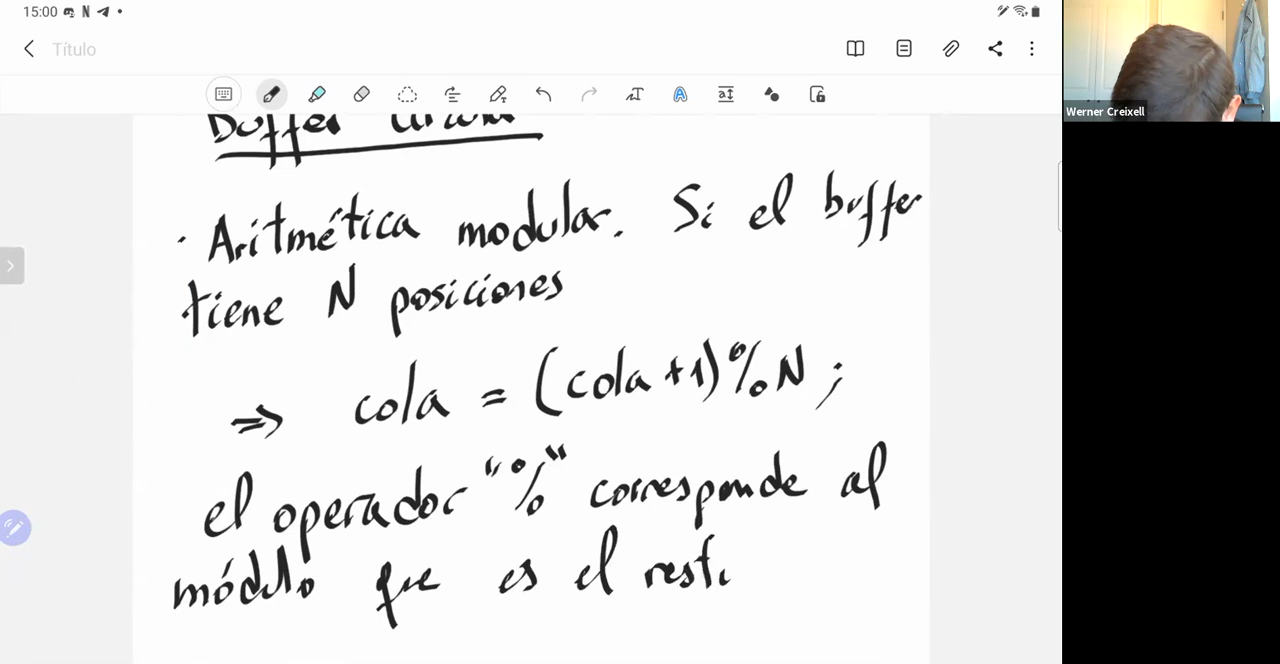 15:00
Título
Werner Creixell
Buffer
· Aritmética modular. Si el buffer
tiene N posiciones
⇒ cola = (cola+1)%N;
el operador "%" corresponde al
módulo que es el resto